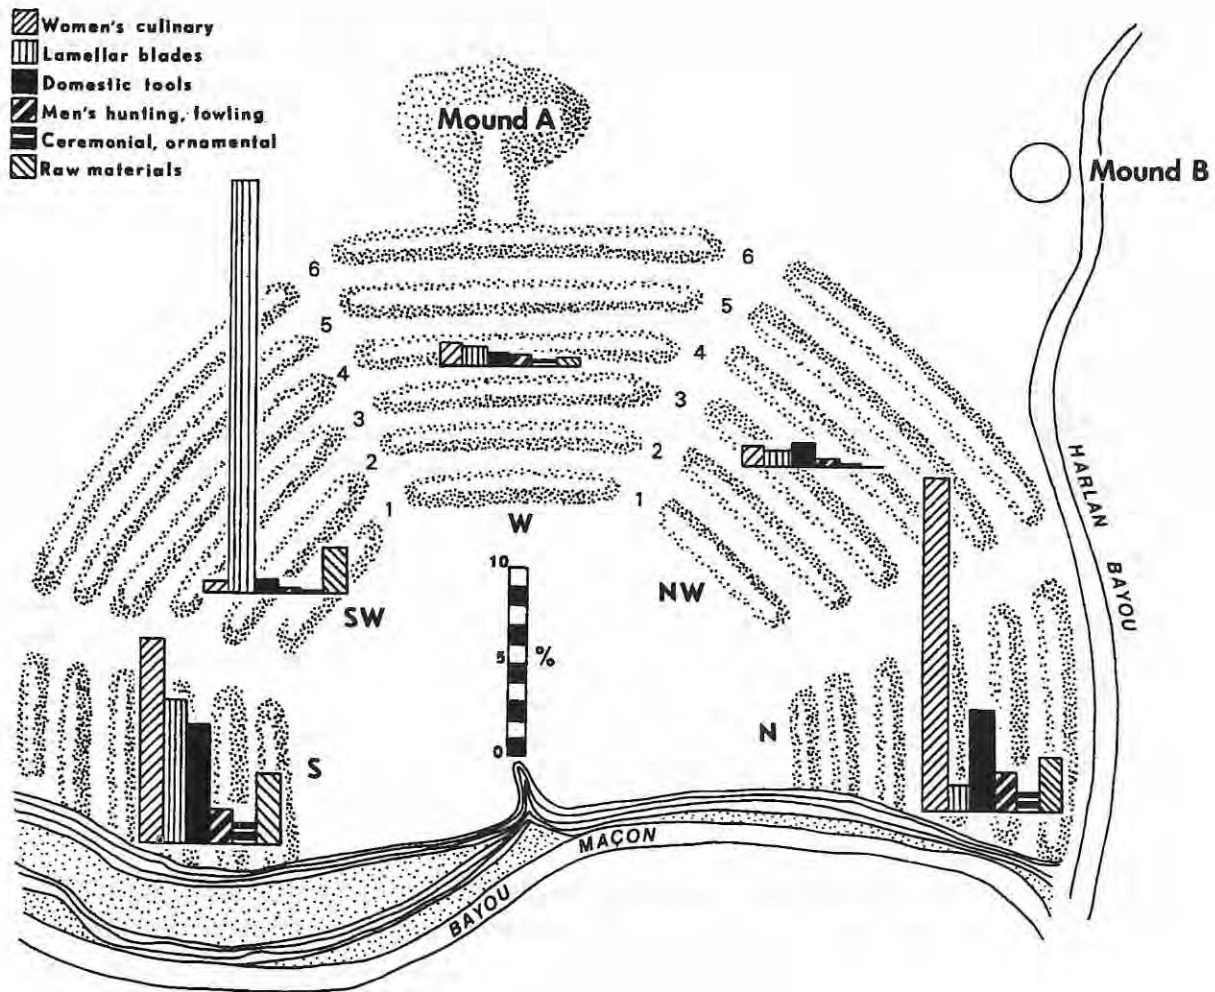 Women's culinary
Lamellar blades
Domestic tools
Men's hunting, fowling
Ceremonial, ornamental
Raw materials
Mound A
Mound B
6
6
5
5
4
4
3
3
2
2
1
1
W
10
5
%
0
NW
SW
N
S
HARLAN BAYOU
BAYOU MAÇON